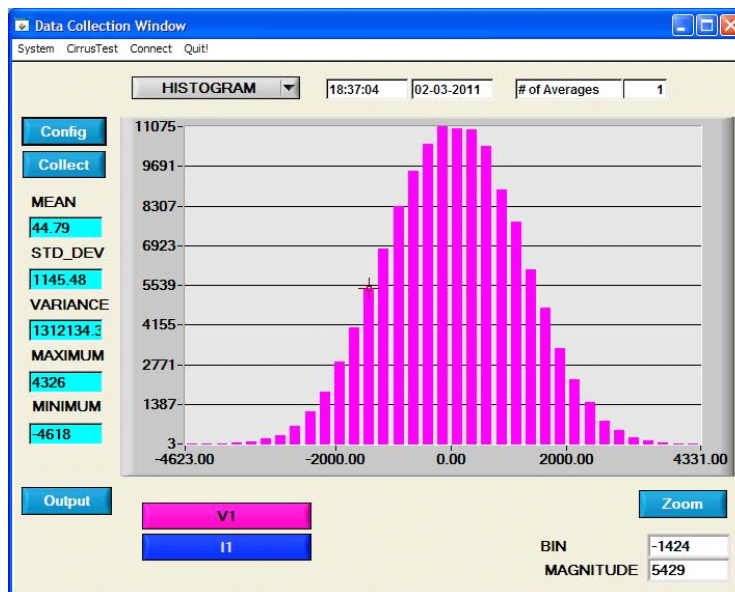 Data Collection Window
System CirrusTest Connect Quit!
HISTOGRAM 18:37:04 02-03-2011 # of Averages 1
Config
Collect
MEAN
44.79
STD_DEV
1145.48
VARIANCE
1312134.3
MAXIMUM
4326
MINIMUM
-4618
11075
9691
8307
6923
5539
4155
2771
1387
3
-4623.00 -2000.00 0.00 2000.00 4331.00
Output
V1
I1
Zoom
BIN -1424
MAGNITUDE 5429